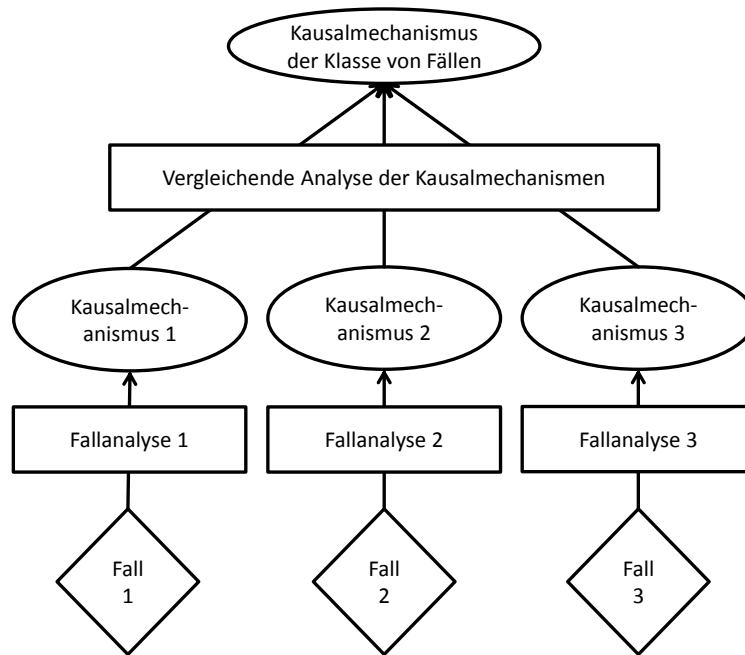 Kausalmechanismus
der Klasse von Fällen
Vergleichende Analyse der Kausalmechanismen
Kausalmech-
anismus 1
Kausalmech-
anismus 2
Kausalmech-
anismus 3
Fallanalyse 1
Fallanalyse 2
Fallanalyse 3
Fall
1
Fall
2
Fall
3